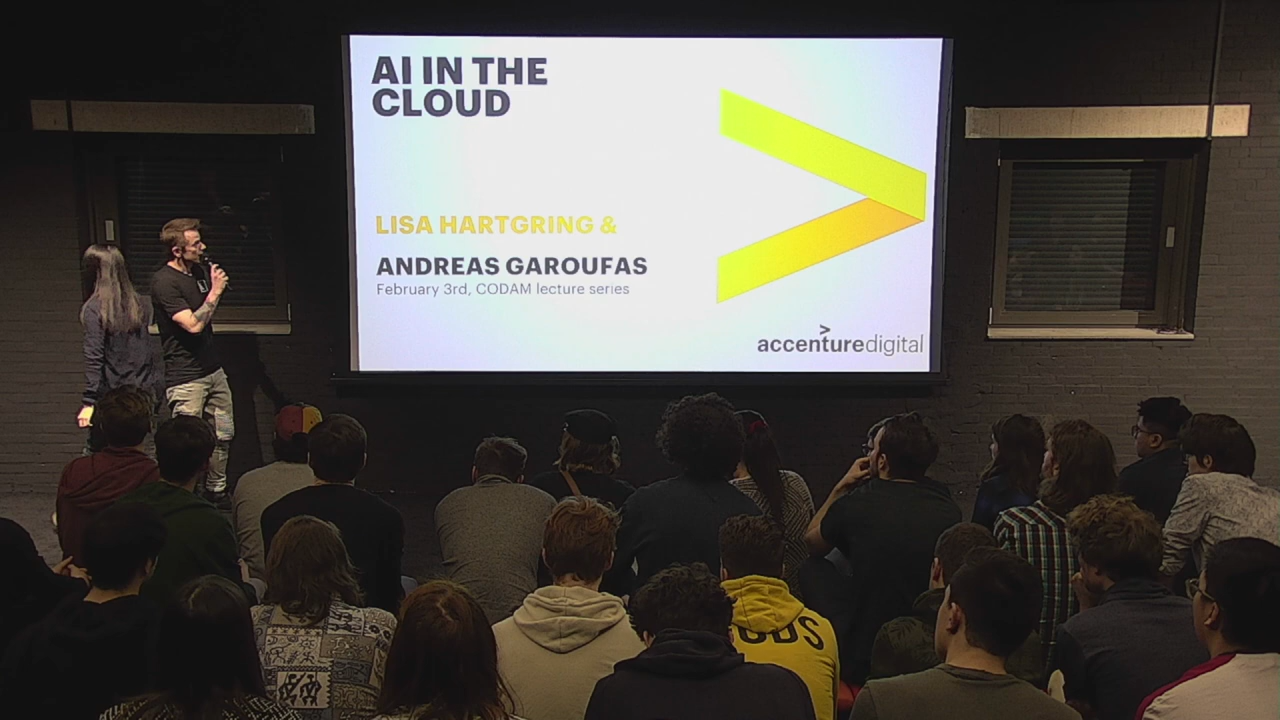 AI IN THE
CLOUD
LISA HARTGRING &
ANDREAS GAROUFAS
February 3rd, CODAM lecture series
accenturedigital